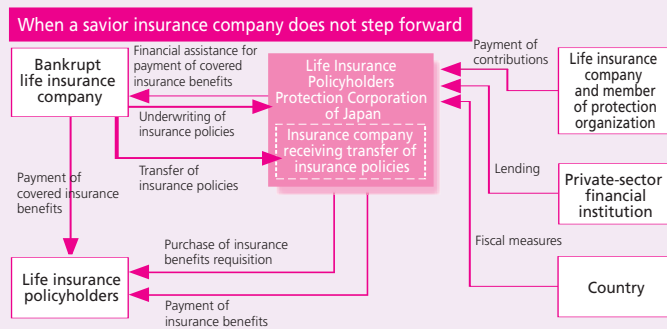 When a savior insurance company does not step forward
Bankrupt
life insurance
company
Financial assistance for
payment of covered
insurance benefits
Underwriting of
insurance policies
Transfer of
insurance policies
Life Insurance
Policyholders
Protection Corporation
of Japan
Insurance company
receiving transfer of
insurance policies
Payment of
contributions
Life insurance
company
and member
of protection
organization
Lending
Private-sector
financial
institution
Fiscal measures
Country
Payment of
covered insurance
benefits
Purchase of insurance
benefits requisition
Life insurance
policyholders
Payment of
insurance benefits